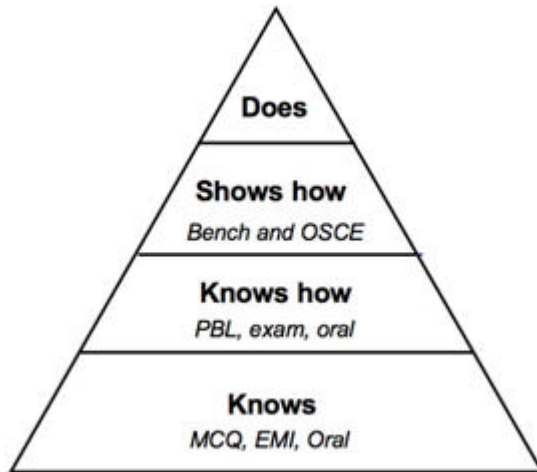 Does
Shows how
Bench and OSCE
Knows how
PBL, exam, oral
Knows
MCQ, EMI, Oral